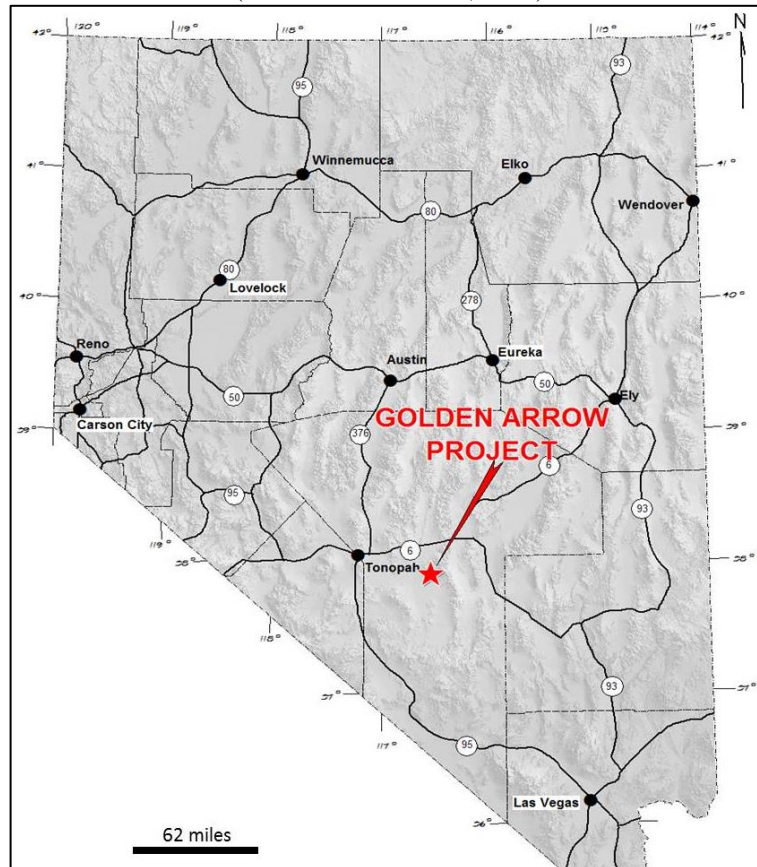 120°
119°
118°
117°
116°
115°
114°
N
42°
42°
93
95
Winnemucca
Elko
41°
41°
Wendover
80
80
Lovelock
278
40°
40°
Reno
Austin
Eureka
50
50
Ely
Carson City
39°
39°
376
GOLDEN ARROW
PROJECT
6
95
93
119°
38°
38°
6
Tonopah
118°
37°
37°
93
117°
95
Las Vegas
36°
62 miles